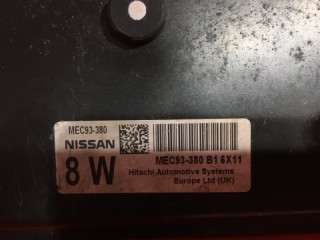 MEC93-380
NISSAN
8 W
MEC93-380 B1 6X11
Hitachi Automotive Systems
Europe Ltd (UK)